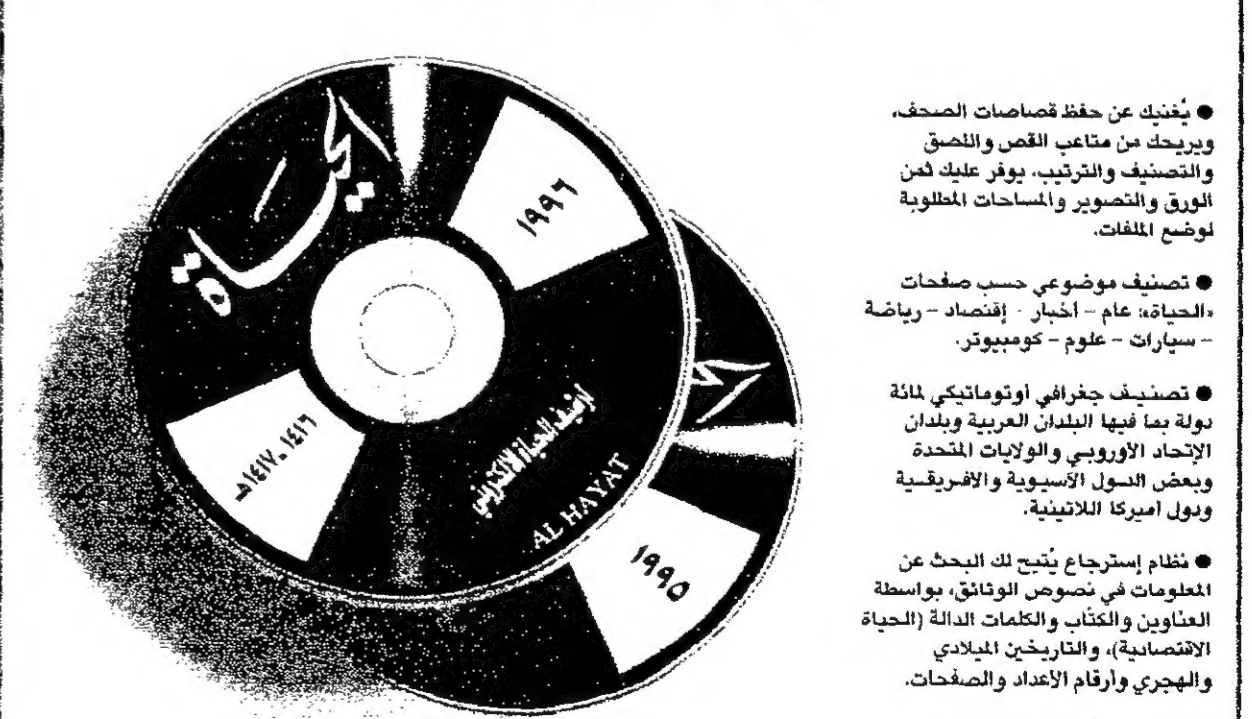 الحياة
١٩٩٦
١٤١٦-١٤١٧هـ
ارشيف الحياة الالكتروني
AL HAYAT
١٩٩٥
● يُغنيك عن حفظ قصاصات الصحف،
ويريحك من متاعب القص واللصق
والتصنيف والترتيب. يوفر عليك ثمن
الورق والتصوير والمساحات المطلوبة
لوضع الملفات.
● تصنيف موضوعي حسب صفحات
«الحياة»: عام – أخبار - إقتصاد – رياضة
– سيارات – علوم – كومبيوتر.
● تصنيف جغرافي أوتوماتيكي لمائة
دولة بما فيها البلدان العربية وبلدان
الإتحاد الأوروبي والولايات المتحدة
وبعض الدول الآسيوية والافريقية
ودول أميركا اللاتينية.
● نظام إسترجاع يُتيح لك البحث عن
المعلومات في نصوص الوثائق، بواسطة
العناوين والكتّاب والكلمات الدالة (الحياة
الاقتصادية)، والتاريخين الميلادي
والهجري وأرقام الأعداد والصفحات.